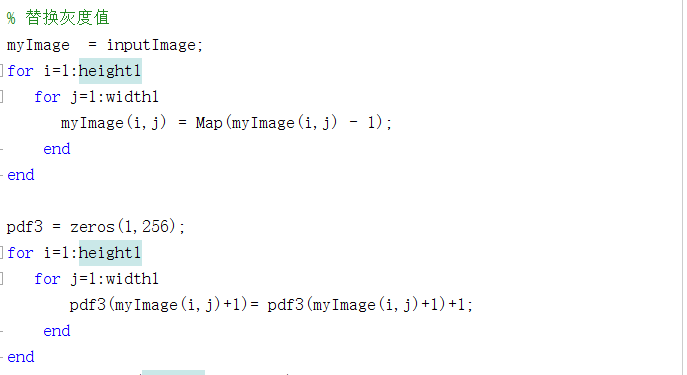 % 替换灰度值
myImage  = inputImage;
for i=1:height1
   for j=1:width1
      myImage(i,j) = Map(myImage(i,j) - 1);
    end
end
pdf3 = zeros(1,256);
for i=1:height1
   for j=1:width1
       pdf3(myImage(i,j)+1)= pdf3(myImage(i,j)+1)+1;
    end
end